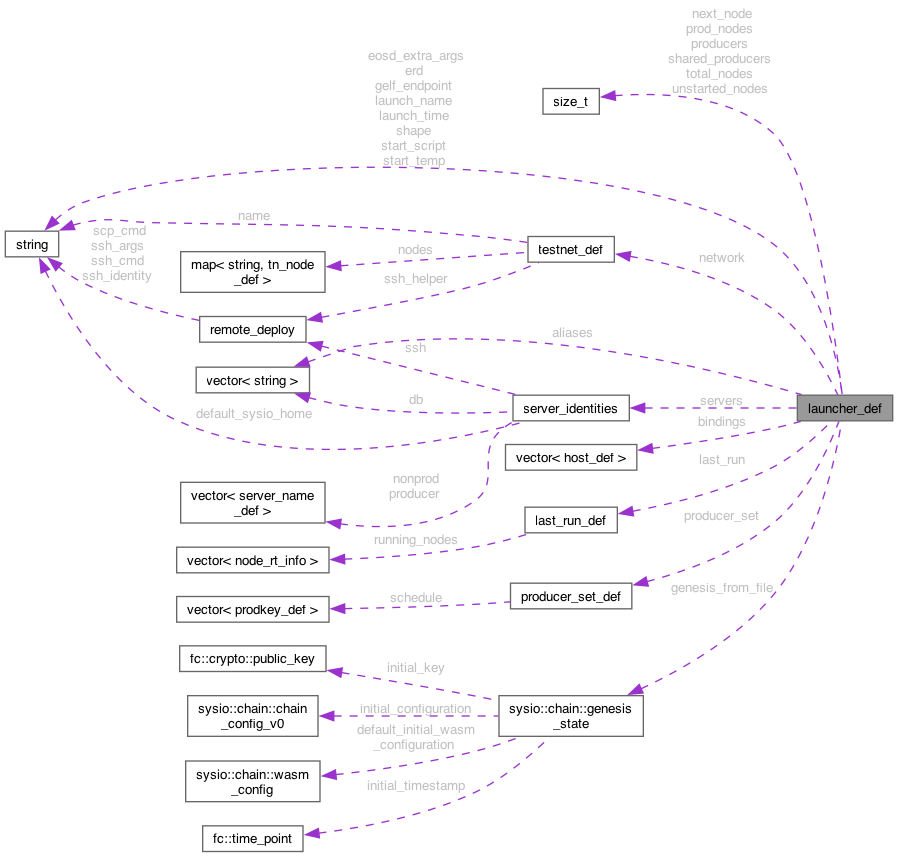 next_node
prod_nodes
producers
shared_producers
total_nodes
unstarted_nodes
size_t
eosd_extra_args
erd
gelf_endpoint
launch_name
launch_time
shape
start_script
start_temp
string
name
scp_cmd
ssh_args
ssh_cmd
ssh_identity
testnet_def
nodes
map< string, tn_node
_def >
network
ssh_helper
remote_deploy
aliases
ssh
vector< string >
db
default_sysio_home
server_identities
servers
launcher_def
bindings
vector< host_def >
last_run
nonprod
producer
vector< server_name
_def >
last_run_def
producer_set
running_nodes
vector< node_rt_info >
genesis_from_file
producer_set_def
schedule
vector< prodkey_def >
fc::crypto::public_key
initial_key
sysio::chain::chain
_config_v0
initial_configuration
sysio::chain::genesis
_state
default_initial_wasm
_configuration
sysio::chain::wasm
_config
initial_timestamp
fc::time_point